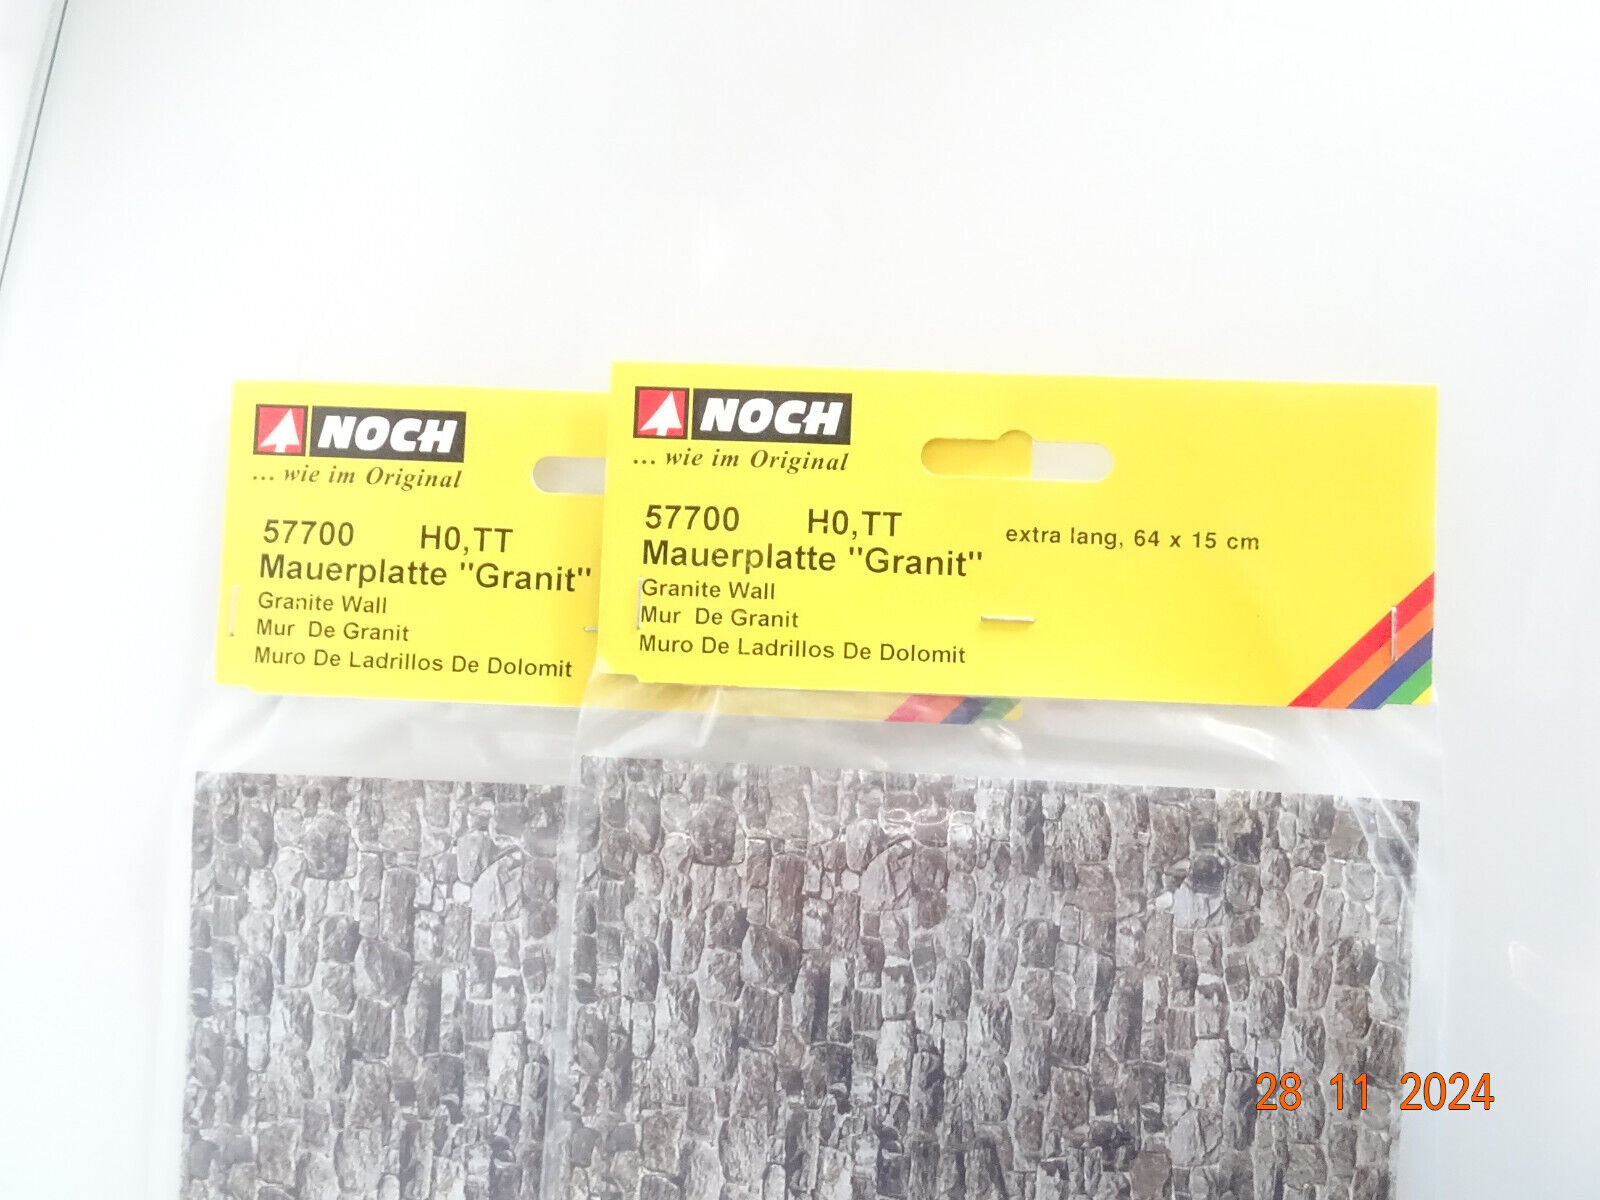 NOCH
... wie im Original
57700 H0,TT
Mauerplatte "Granit"
Granite Wall
Mur De Granit
Muro De Ladrillos De Dolomit
NOCH
... wie im Original
57700 H0,TT
extra lang, 64 x 15 cm
Mauerplatte "Granit"
Granite Wall
Mur De Granit
Muro De Ladrillos De Dolomit
28 11 2024